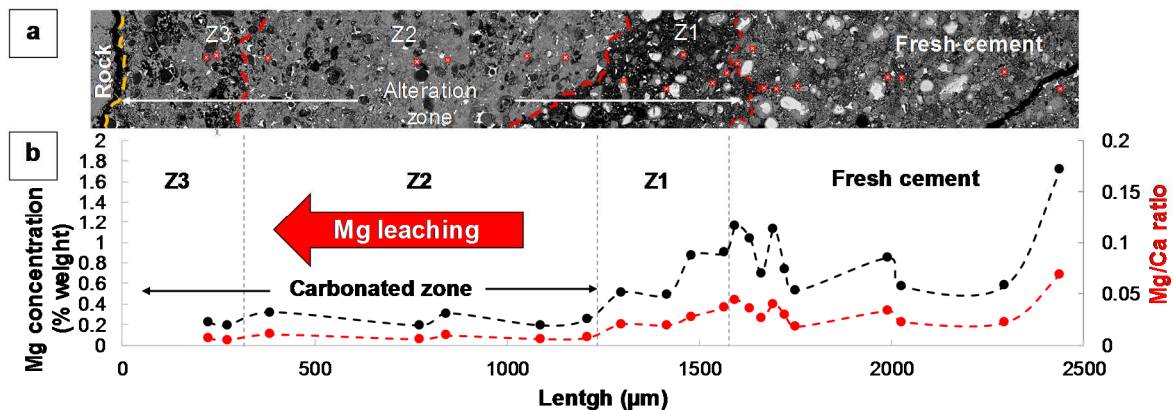 a
Rock
Z3
Z2
Z1
Fresh cement
Alteration
zone
b
Mg concentration
(% weight)
2
1.8
1.6
1.4
1.2
1
0.8
0.6
0.4
0.2
0
Z3
Z2
Z1
Fresh cement
Mg leaching
Carbonated zone
0.2
0.15
0.1
0.05
0
Mg/Ca ratio
0
500
1000
1500
2000
2500
Lentgh (µm)